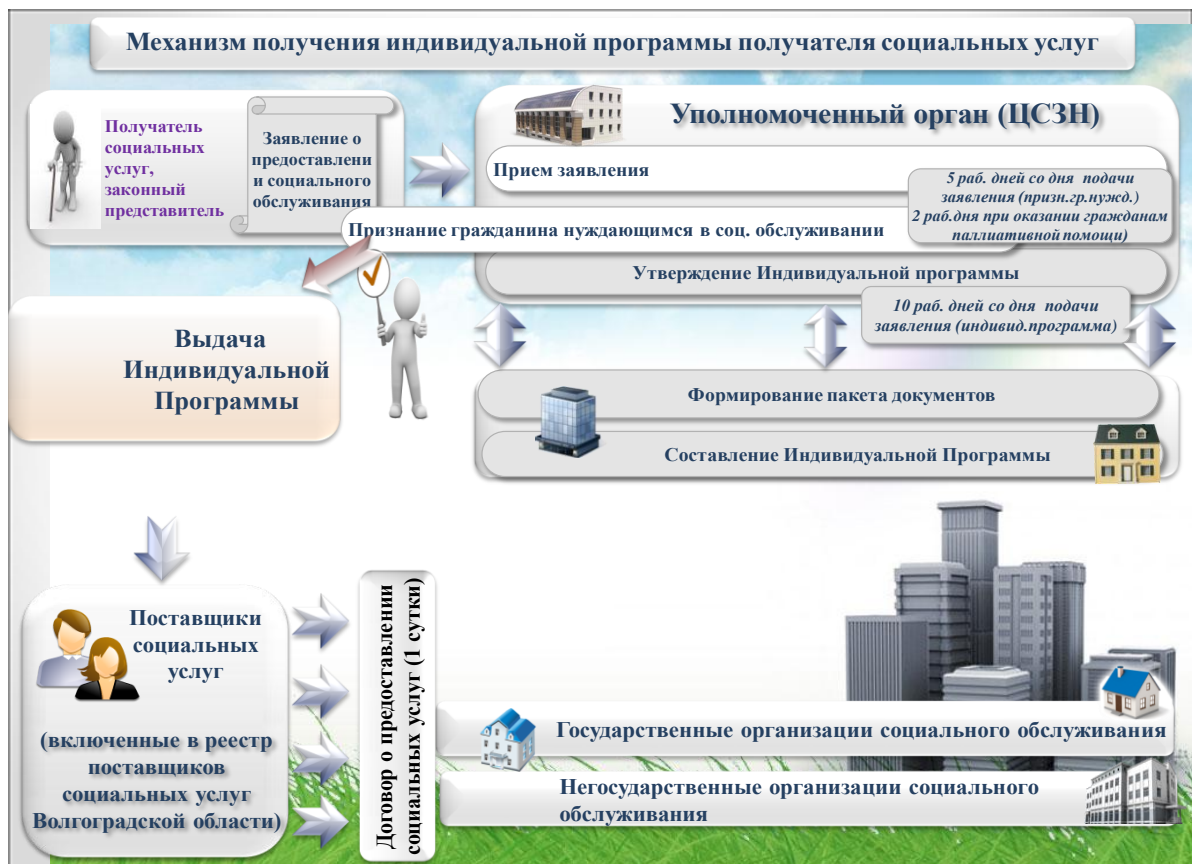 Механизм получения индивидуальной программы получателя социальных услуг
Получатель
социальных
услуг,
законный
представитель
Заявление о
предоставлени
и социального
обслуживания
Уполномоченный орган (ЦСЗН)
Прием заявления
5 раб. дней со дня подачи
заявления (призн.гр.нужд.)
2 раб.дня при оказании гражданам
паллиативной помощи)
Признание гражданина нуждающимся в соц. обслуживании
Утверждение Индивидуальной программы
10 раб. дней со дня подачи
заявления (индивид.программа)
Выдача
Индивидуальной
Программы
Формирование пакета документов
Составление Индивидуальной Программы
Поставщики
социальных
услуг
(включенные в реестр
поставщиков
социальных услуг
Волгоградской области)
Договор о предоставлении
социальных услуг (1 сутки)
Государственные организации социального обслуживания
Негосударственные организации социального
обслуживания